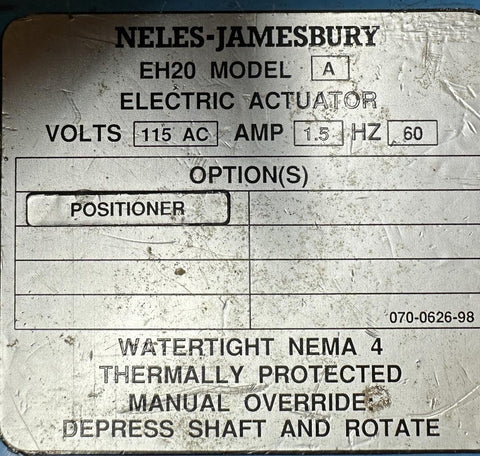 NELES-JAMESBURY
EH20 MODEL A
ELECTRIC ACTUATOR
VOLTS 115 AC AMP 1.5 HZ 60
OPTION(S)
POSITIONER
070-0626-98
WATERTIGHT NEMA 4
THERMALLY PROTECTED
MANUAL OVERRIDE:
DEPRESS SHAFT AND ROTATE